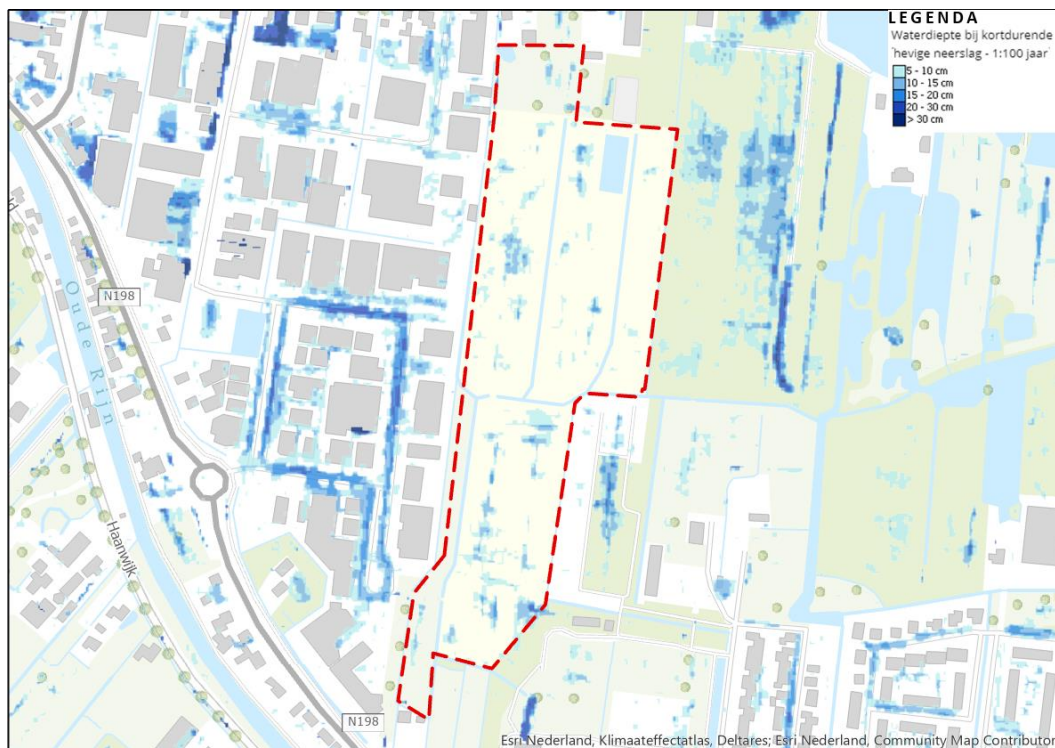 LEGENDA
Waterdiepte bij kortdurende
hevige neerslag - 1:100 jaar
5 - 10 cm
10 - 15 cm
15 - 20 cm
20 - 30 cm
> 30 cm
N198
Oude Rijn
Haanwijk
N198
Esri Nederland, Klimaateffectatlas, Deltares; Esri Nederland, Community Map Contributor